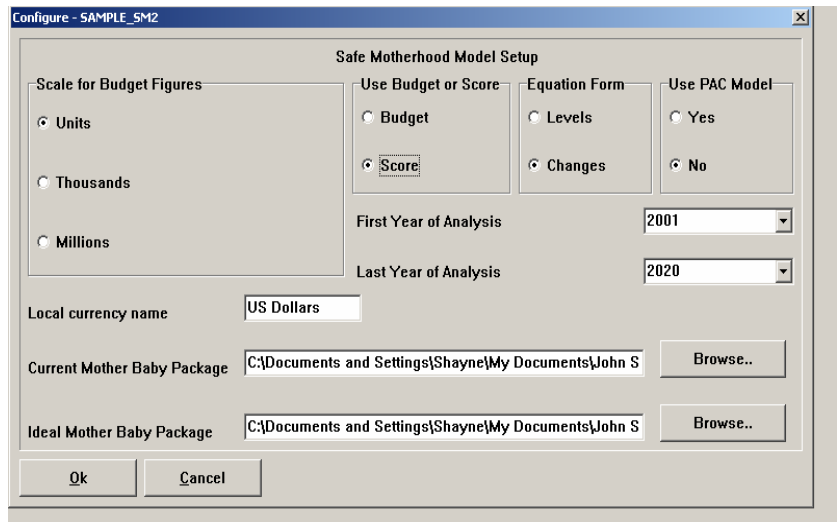 Configure - SAMPLE_SM2
Safe Motherhood Model Setup
Scale for Budget Figures
Units
Thousands
Millions
Use Budget or Score
Budget
Score
Equation Form
Levels
Changes
Use PAC Model
Yes
No
First Year of Analysis 2001
Last Year of Analysis 2020
Local currency name US Dollars
Current Mother Baby Package C:\Documents and Settings\Shayne\My Documents\John S Browse..
Ideal Mother Baby Package C:\Documents and Settings\Shayne\My Documents\John S Browse..
Ok Cancel